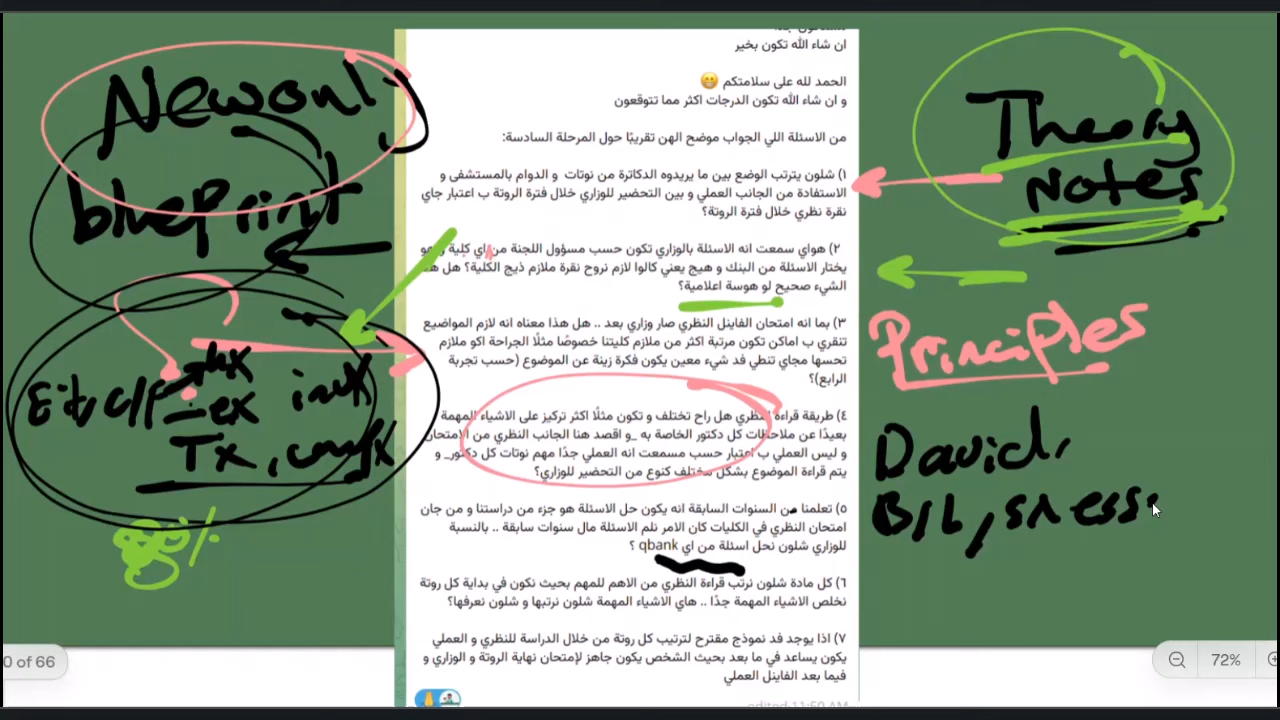 ان شاء الله تكون بخير
الحمد لله على سلامتكم 😁
و ان شاء الله تكون الدرجات اكثر مما تتوقعون
من الاسئلة اللي الجواب موضح الهن تقريبًا حول المرحلة السادسة:
١) شلون يترتب الوضع بين ما يريدوه الدكاترة من نوتات و الدوام بالمستشفى و
الاستفادة من الجانب العملي و بين التحضير للوزاري خلال فترة الروتة ب اعتبار جاي
نقرة نظري خلال فترة الروتة؟
٢) هواي سمعت انه الاسئلة بالوزاري تكون حسب مسؤول اللجنة من اي كلية و هو
يختار الاسئلة من البنك و هيج يعني كالوا لازم نروح نقرة ملازم ذيج الكلية؟ هل هذا
الشيء صحيح لو هوسة اعلامية؟
٣) بما انه امتحان الفاينل النظري صار وزاري بعد .. هل هذا معناه انه لازم المواضيع
تنقري ب اماكن تكون مرتبة اكثر من ملازم كليتنا خصوصًا مثلًا الجراحة اكو ملازم
تحسها مجاي تنطي فد شيء معين يكون فكرة زينة عن الموضوع (حسب تجربة
الرابع)؟
٤) طريقة قراءة النظري هل راح تختلف و تكون مثلًا اكثر تركيز على الاشياء المهمة
بعيدًا عن ملاحظات كل دكتور الخاصة به _و اقصد هنا الجانب النظري من الامتحان
و ليس العملي ب اعتبار حسب مسمعت انه العملي جدًا مهم نوتات كل دكتور_ و
يتم قراءة الموضوع بشكل مختلف كنوع من التحضير للوزاري؟
٥) تعلمنا من السنوات السابقة انه يكون حل الاسئلة هو جزء من دراستنا و من جان
امتحان النظري في الكليات كان الامر نلم الاسئلة مال سنوات سابقة .. بالنسبة
للوزاري شلون نحل اسئلة من اي qbank ؟
٦) كل مادة شلون نرتب قراءة النظري من الاهم للمهم بحيث نكون في بداية كل روتة
نخلص الاشياء المهمة جدًا .. هاي الاشياء المهمة شلون نرتبها و شلون نعرفها؟
٧) اذا يوجد فد نموذج مقترح لترتيب كل روتة من خلال الدراسة للنظري و العملي
يكون يساعد في ما بعد بحيث الشخص يكون جاهز لإمتحان نهاية الروتة و الوزاري و
فيما بعد الفاينل العملي
edited 11:50 AM
New only
blueprint
Hx
ex
Tx
80%
Theory
Notes
Principles
David,
B/L,
0 of 66
72%